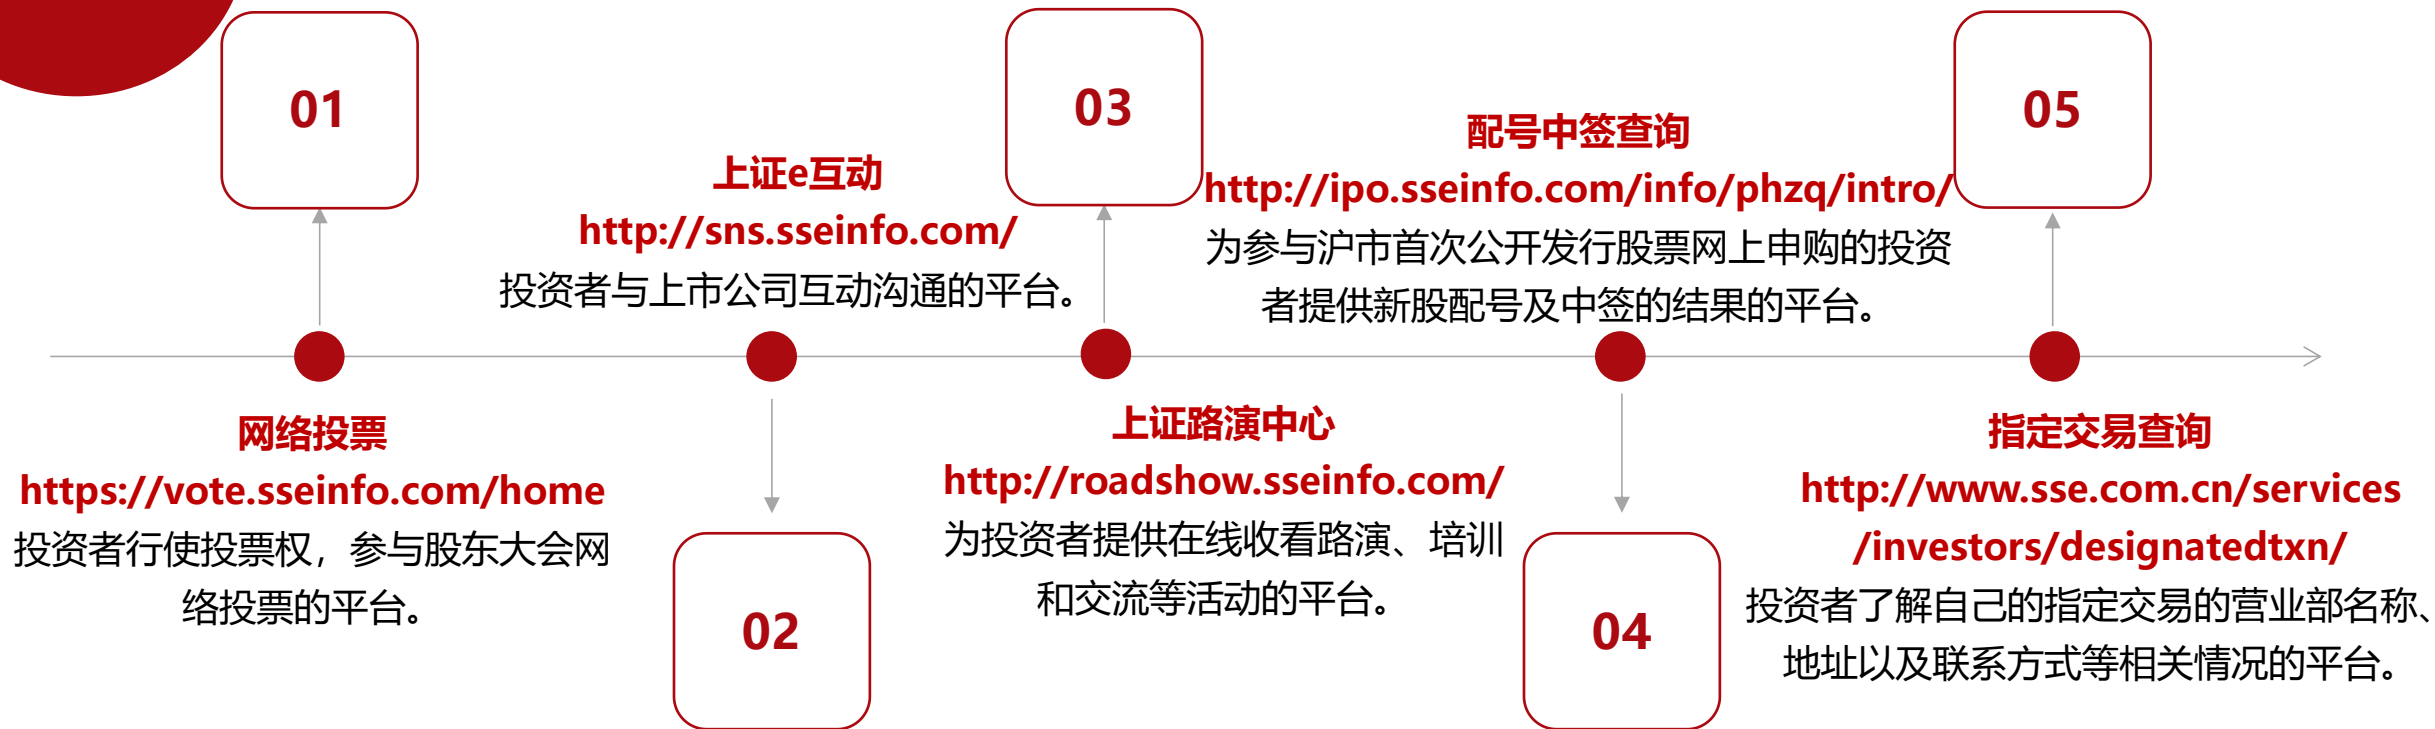 01
网络投票
https://vote.sseinfo.com/home
投资者行使投票权，参与股东大会网
络投票的平台。
上证e互动
http://sns.sseinfo.com/
投资者与上市公司互动沟通的平台。
02
03
上证路演中心
http://roadshow.sseinfo.com/
为投资者提供在线收看路演、培训
和交流等活动的平台。
配号中签查询
http://ipo.sseinfo.com/info/phzq/intro/
为参与沪市首次公开发行股票网上申购的投资
者提供新股配号及中签的结果的平台。
04
05
指定交易查询
http://www.sse.com.cn/services
/investors/designatedtxn/
投资者了解自己的指定交易的营业部名称、
地址以及联系方式等相关情况的平台。